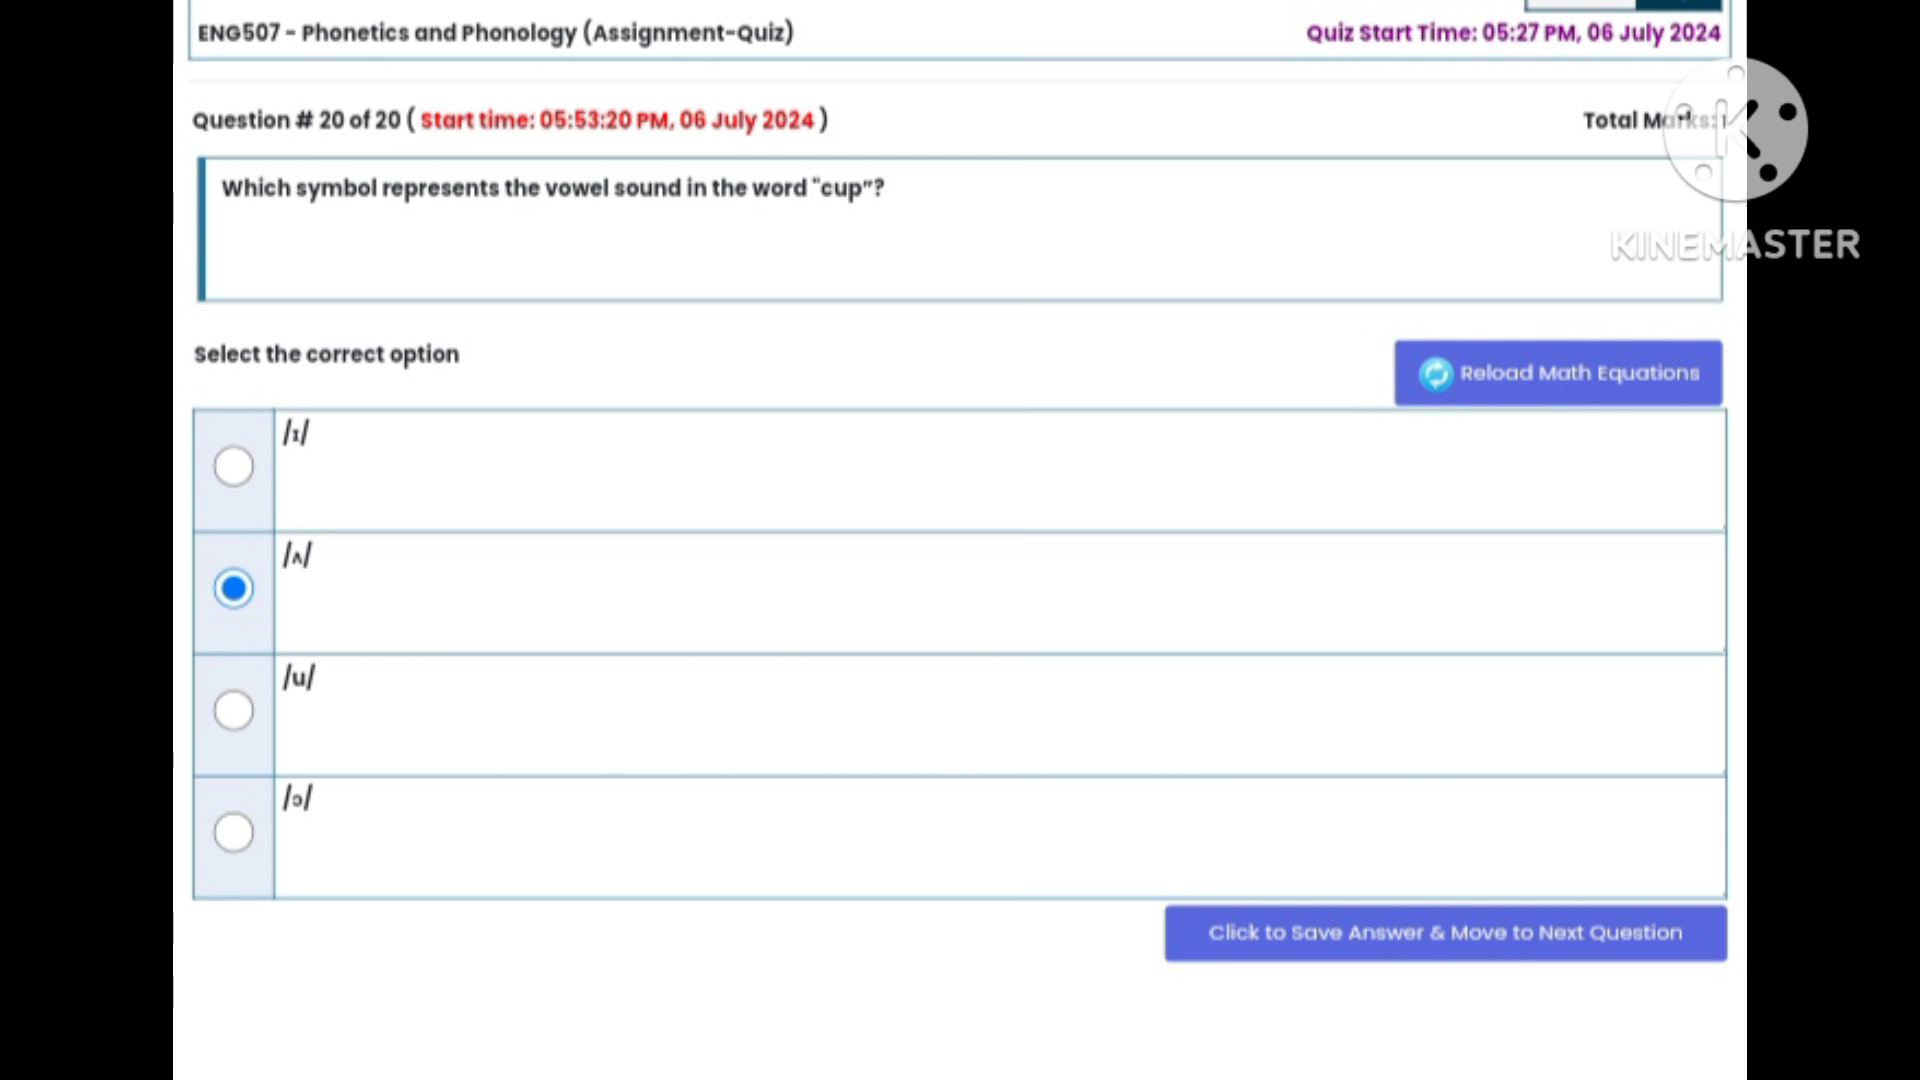 ENG507 - Phonetics and Phonology (Assignment-Quiz)
Quiz Start Time: 05:27 PM, 06 July 2024
Question # 20 of 20 ( Start time: 05:53:20 PM, 06 July 2024 )
Total Marks: 1
Which symbol represents the vowel sound in the word "cup"?
KINEMASTER
Select the correct option
Reload Math Equations
/ɪ/
/ʌ/
/u/
/ɔ/
Click to Save Answer & Move to Next Question